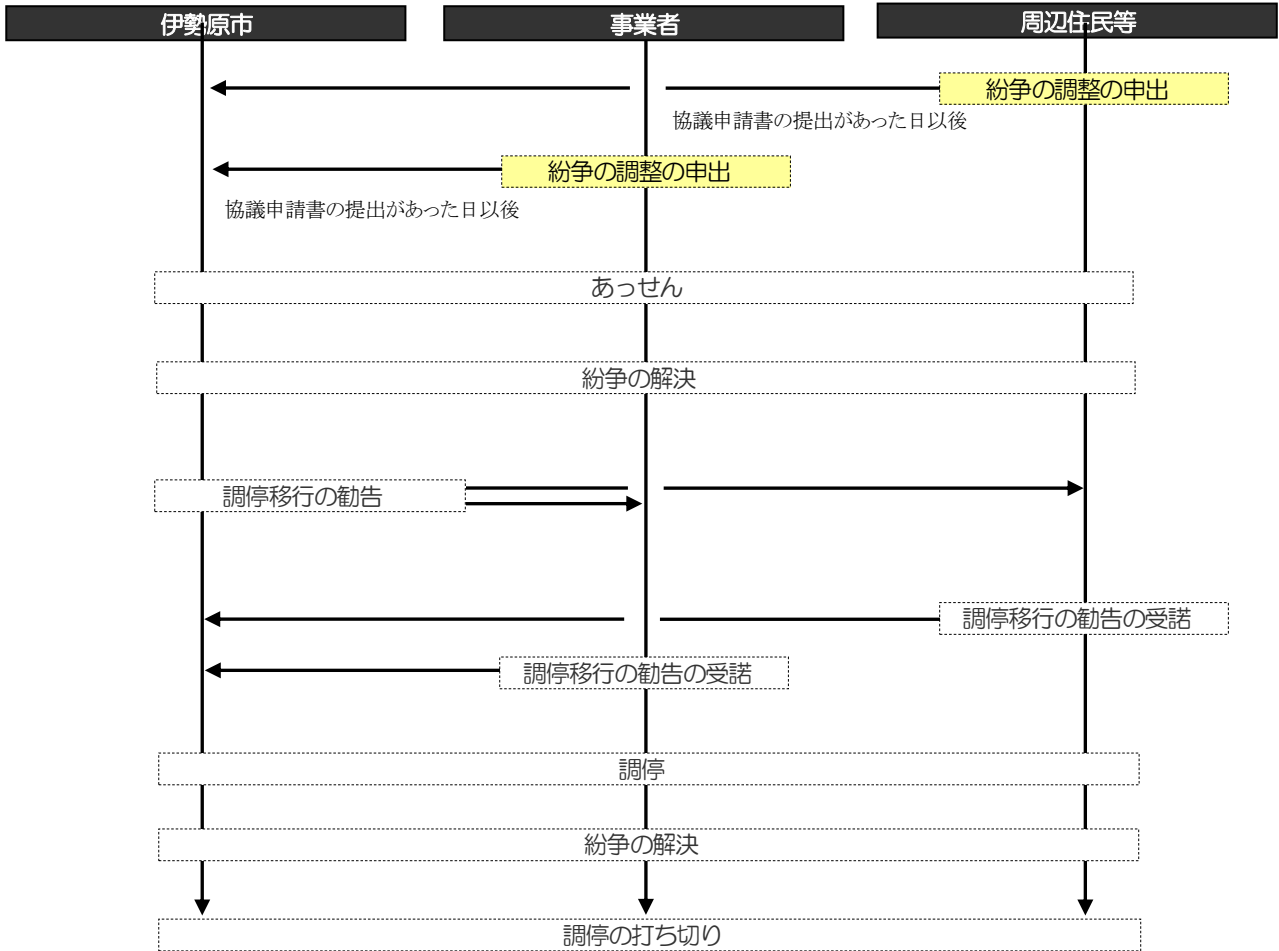 伊勢原市
事業者
周辺住民等
紛争の調整の申出
協議申請書の提出があった日以後
紛争の調整の申出
協議申請書の提出があった日以後
あっせん
紛争の解決
調停移行の勧告
調停移行の勧告の受諾
調停移行の勧告の受諾
調停
紛争の解決
調停の打ち切り